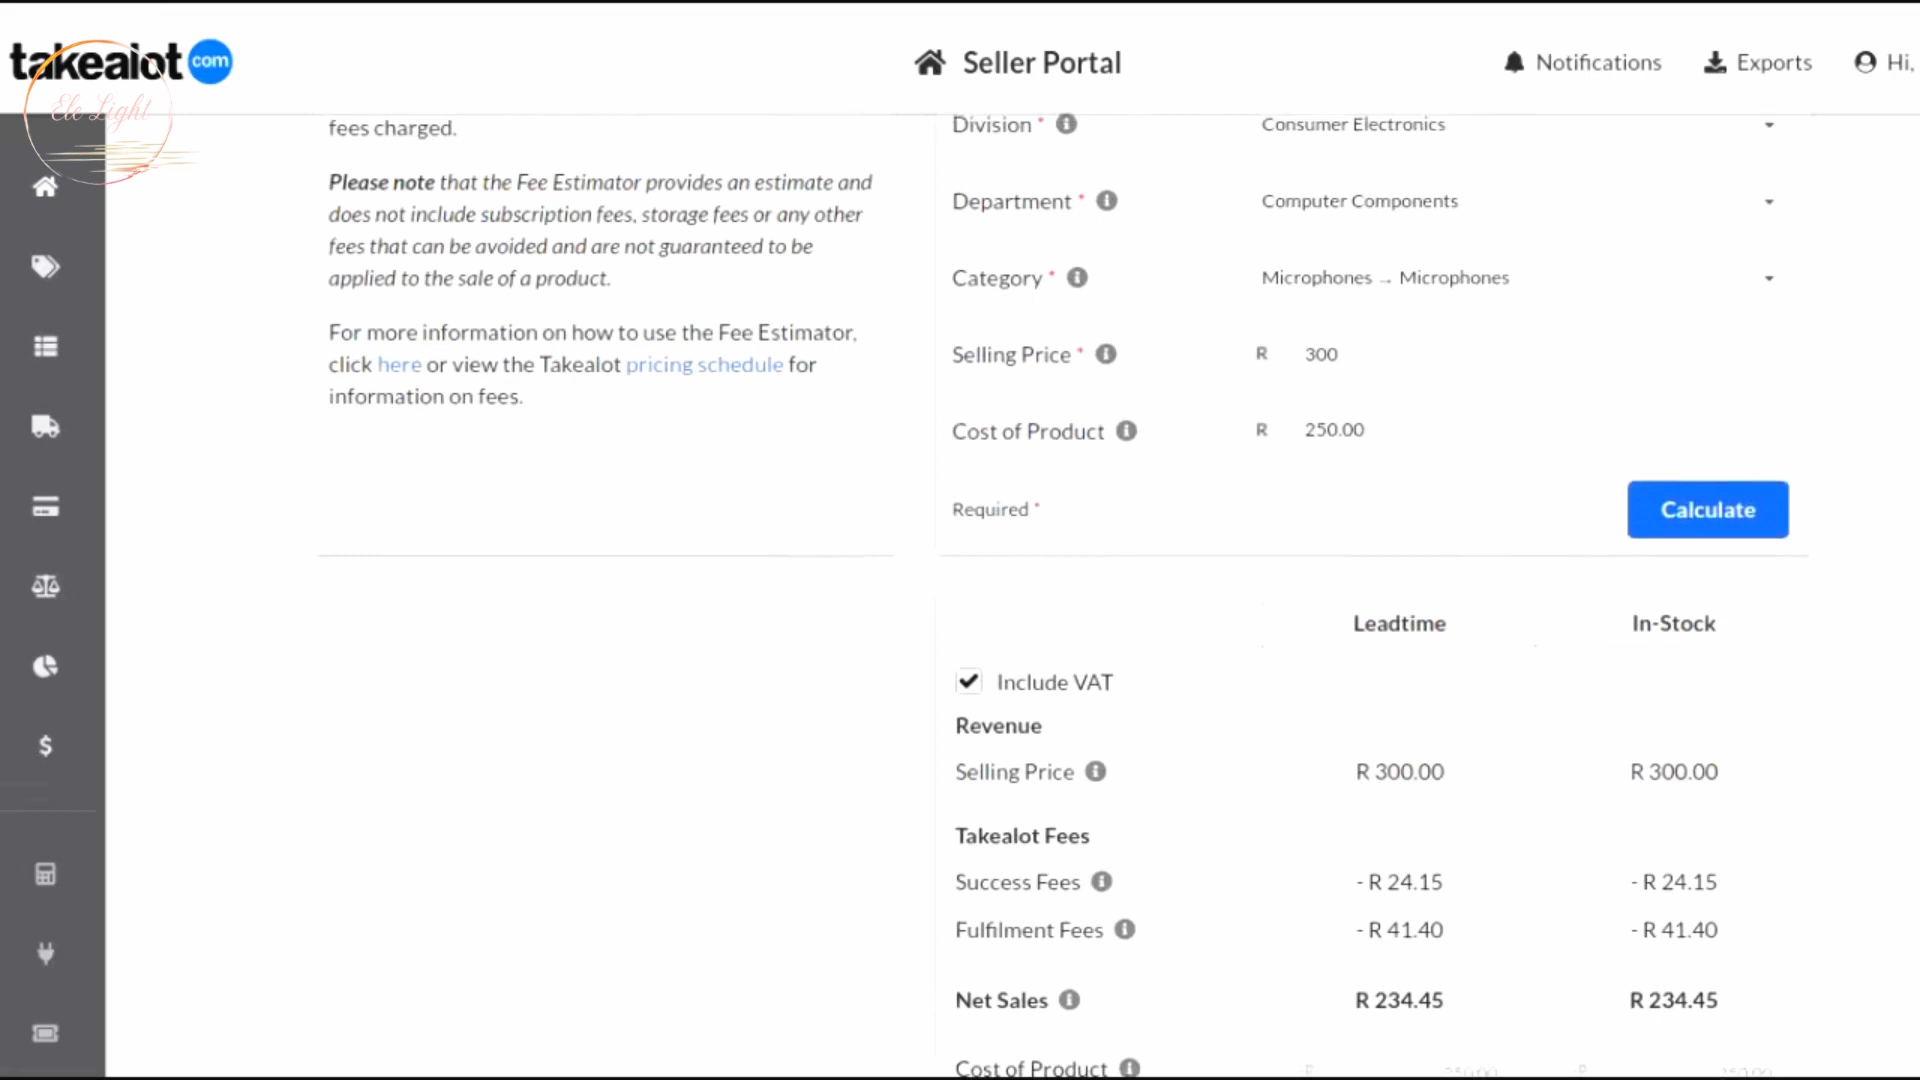 takealot com
Ele Light
Seller Portal
Notifications
Exports
Hi,
fees charged.
Please note that the Fee Estimator provides an estimate and
does not include subscription fees, storage fees or any other
fees that can be avoided and are not guaranteed to be
applied to the sale of a product.
For more information on how to use the Fee Estimator,
click here or view the Takealot pricing schedule for
information on fees.
Division * Consumer Electronics
Department * Computer Components
Category * Microphones → Microphones
Selling Price * R 300
Cost of Product R 250.00
Required *
Calculate
Leadtime In-Stock
Include VAT
Revenue
Selling Price R 300.00 R 300.00
Takealot Fees
Success Fees - R 24.15 - R 24.15
Fulfilment Fees - R 41.40 - R 41.40
Net Sales R 234.45 R 234.45
Cost of Product